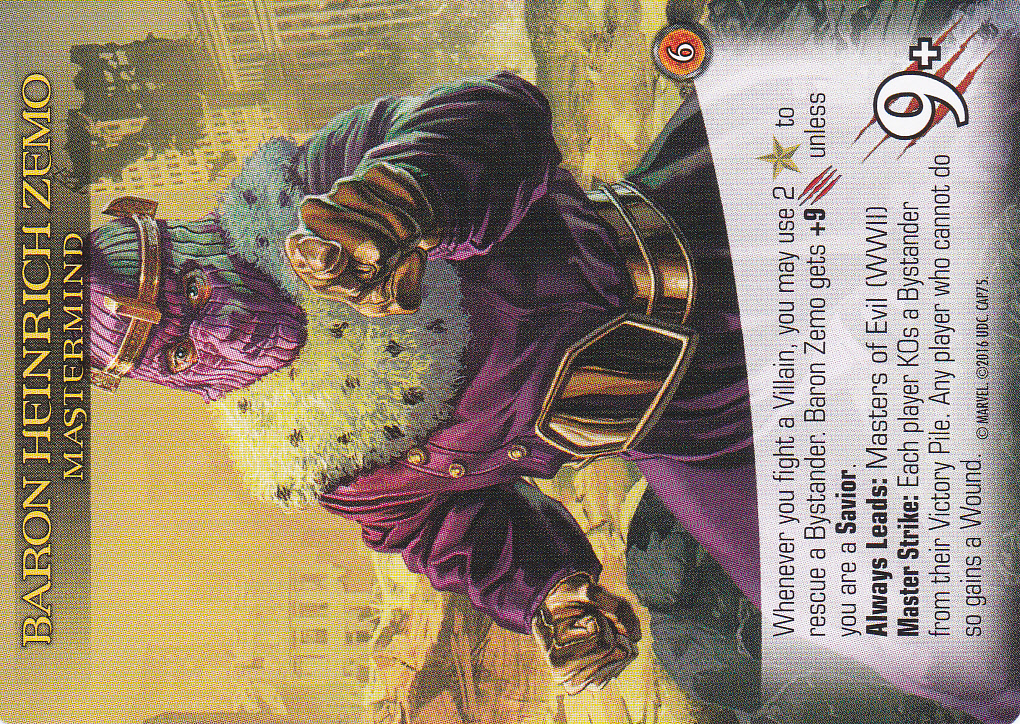 BARON HEINRICH ZEMO
MASTERMIND
6
Whenever you fight a Villain, you may use 2 to
rescue a Bystander. Baron Zemo gets +9 unless
you are a Savior.
Always Leads: Masters of Evil (WWII)
Master Strike: Each player KOs a Bystander
from their Victory Pile. Any player who cannot do
so gains a Wound.
9+
© MARVEL. ©2016 UDC. CAP75.